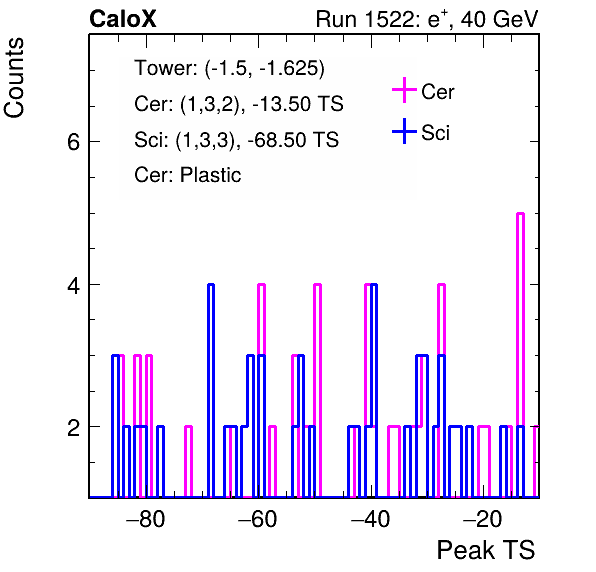 CaloX
Run 1522: e+, 40 GeV
Counts
Tower: (-1.5, -1.625)
Cer: (1,3,2), -13.50 TS
Sci: (1,3,3), -68.50 TS
Cer: Plastic
Cer
Sci
6
4
2
−80
−60
−40
−20
Peak TS